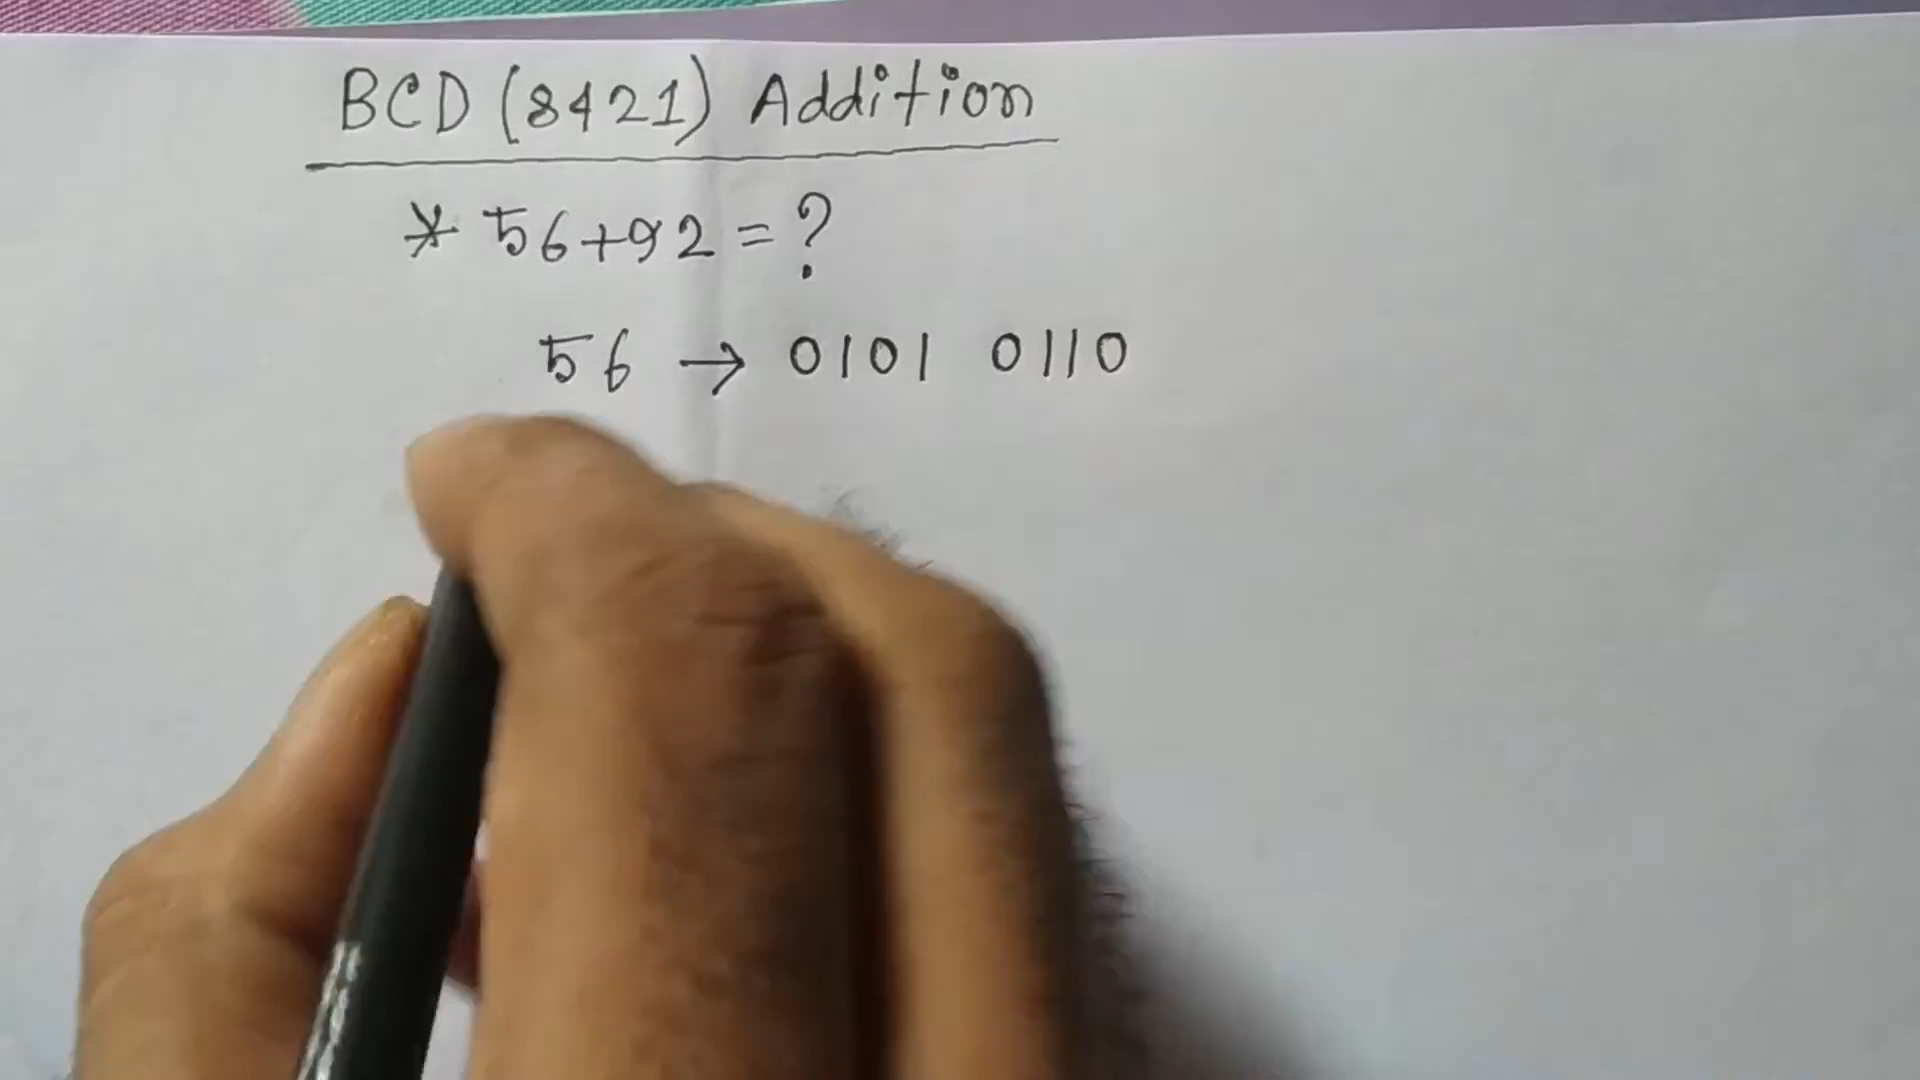 BCD (8421) Addition
* 56+92 = ?
56 → 0101 0110